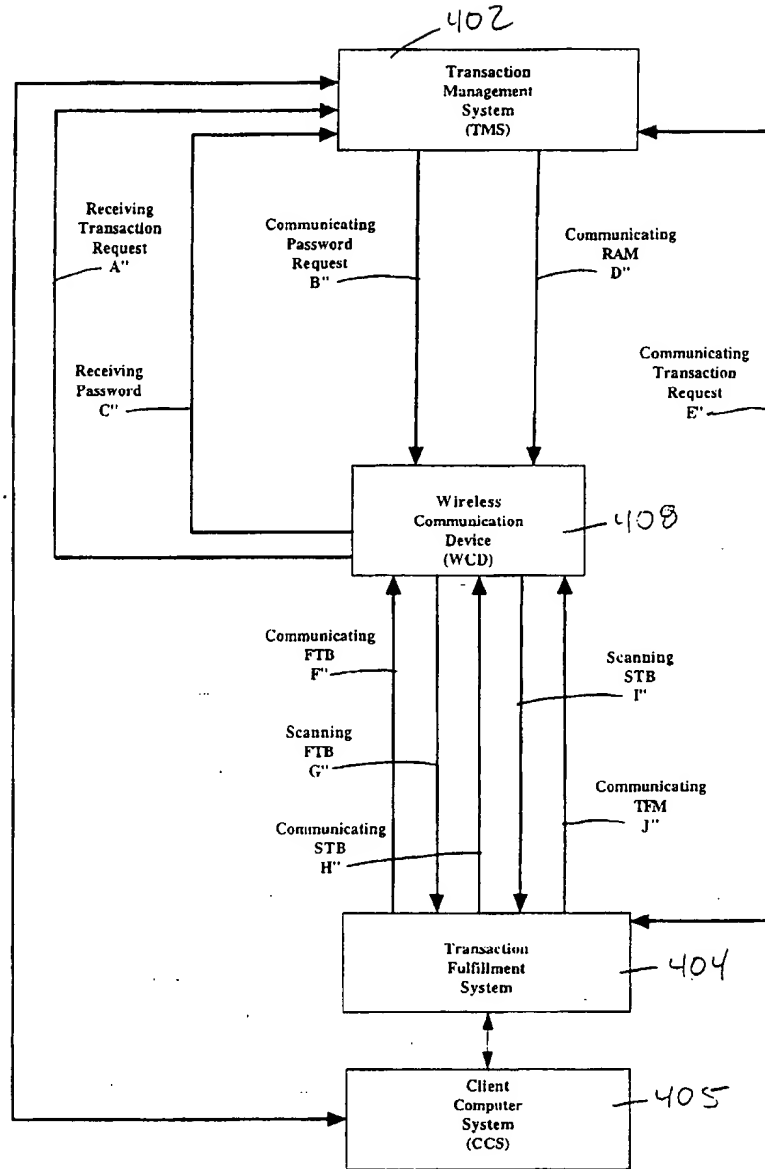 402
Transaction
Management
System
(TMS)
Receiving
Transaction
Request
A"
Communicating
Password
Request
B"
Communicating
RAM
D"
Receiving
Password
C"
Communicating
Transaction
Request
E"
Wireless
Communication
Device
(WCD)
408
Communicating
FTB
F"
Scanning
STB
I"
Scanning
FTB
G"
Communicating
TFM
J"
Communicating
STB
H"
Transaction
Fulfillment
System
404
Client
Computer
System
(CCS)
405